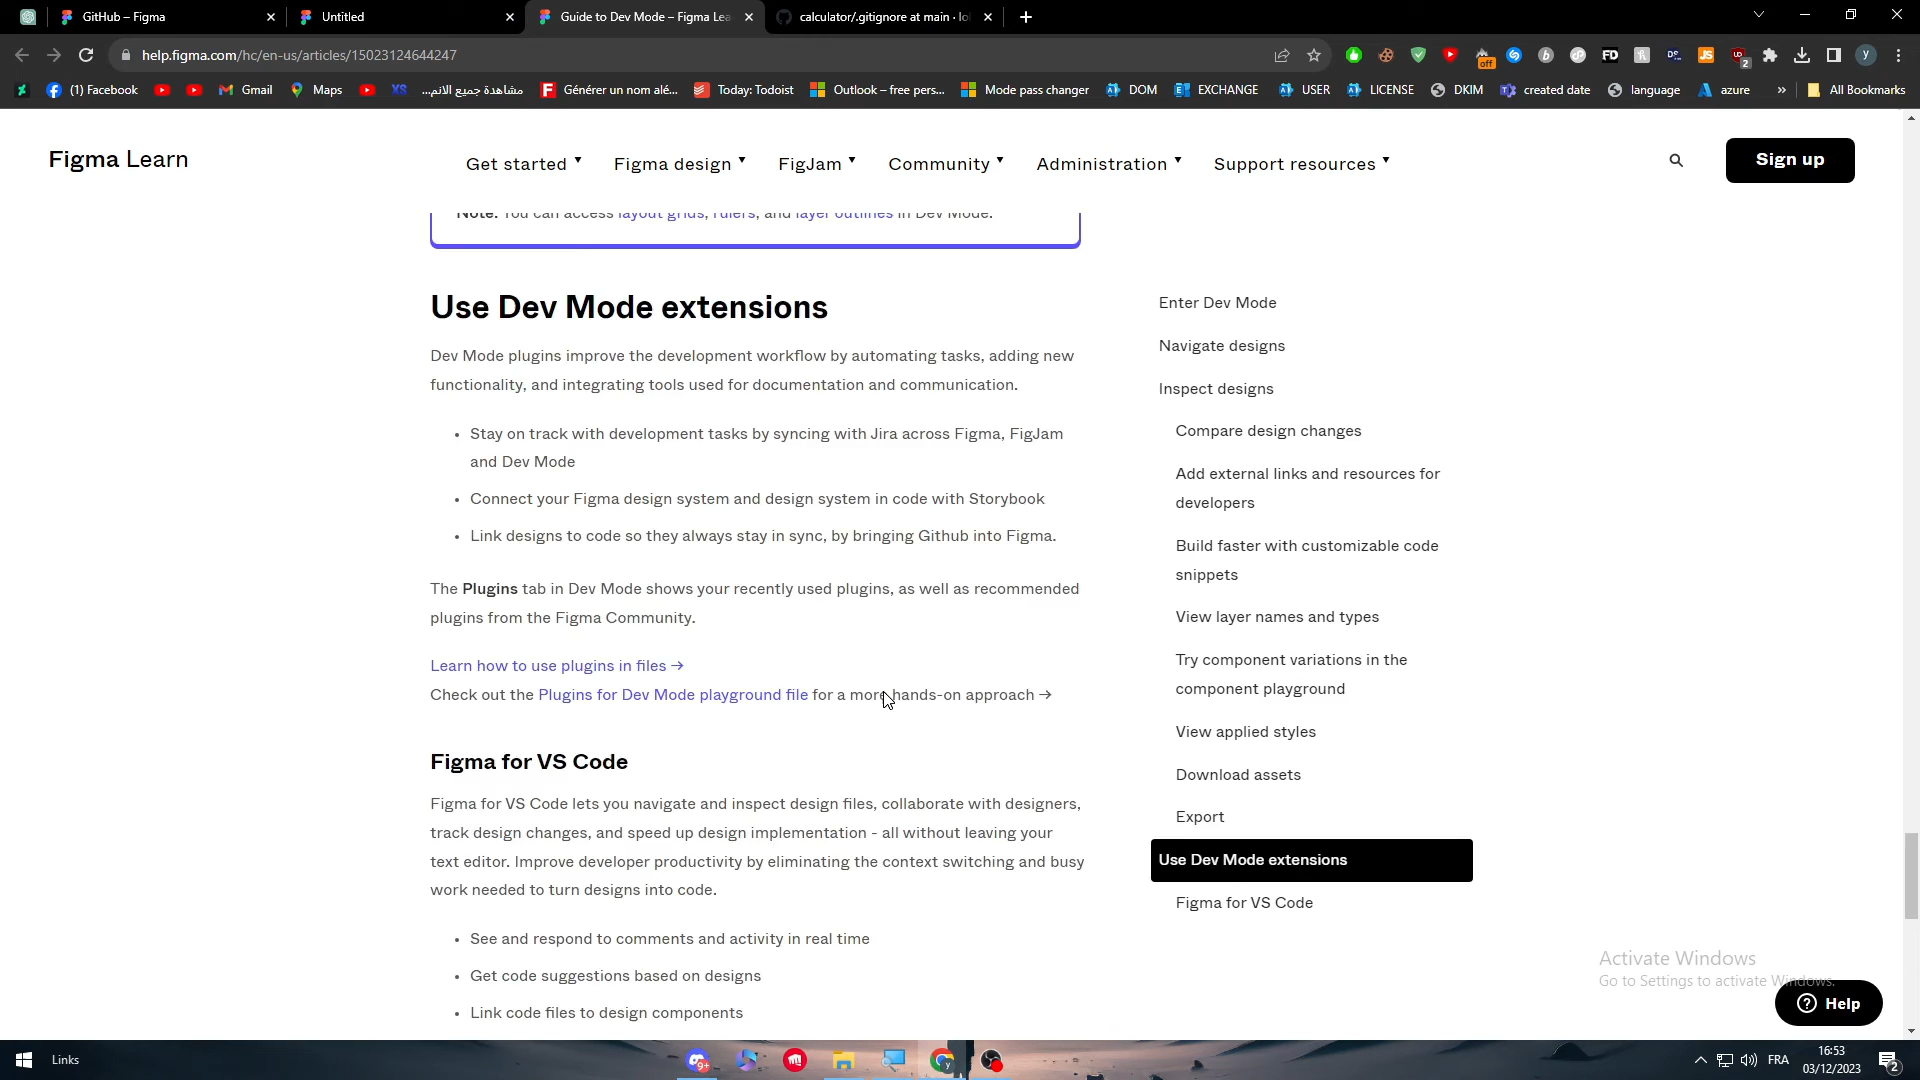 GitHub – Figma
Untitled
Guide to Dev Mode – Figma Lea
calculator/.gitignore at main · lo
help.figma.com/hc/en-us/articles/15023124644247
off
FD
JS
2
y
(1) Facebook
Gmail
Maps
XS
مشاهدة جميع الانم...
Générer un nom alé...
Today: Todoist
Outlook – free pers...
Mode pass changer
DOM
EXCHANGE
USER
LICENSE
DKIM
created date
language
azure
»
All Bookmarks
Figma Learn
Get started
Figma design
FigJam
Community
Administration
Support resources
Sign up
Note: You can access layout grids, rulers, and layer outlines in Dev Mode.
Use Dev Mode extensions
Dev Mode plugins improve the development workflow by automating tasks, adding new
functionality, and integrating tools used for documentation and communication.
• Stay on track with development tasks by syncing with Jira across Figma, FigJam
and Dev Mode
• Connect your Figma design system and design system in code with Storybook
• Link designs to code so they always stay in sync, by bringing Github into Figma.
The Plugins tab in Dev Mode shows your recently used plugins, as well as recommended
plugins from the Figma Community.
Learn how to use plugins in files →
Check out the Plugins for Dev Mode playground file for a more hands-on approach →
Figma for VS Code
Figma for VS Code lets you navigate and inspect design files, collaborate with designers,
track design changes, and speed up design implementation - all without leaving your
text editor. Improve developer productivity by eliminating the context switching and busy
work needed to turn designs into code.
• See and respond to comments and activity in real time
• Get code suggestions based on designs
• Link code files to design components
Enter Dev Mode
Navigate designs
Inspect designs
Compare design changes
Add external links and resources for
developers
Build faster with customizable code
snippets
View layer names and types
Try component variations in the
component playground
View applied styles
Download assets
Export
Use Dev Mode extensions
Figma for VS Code
Activate Windows
Go to Settings to activate Windows.
Help
Links
9+
FRA
16:53
03/12/2023
2